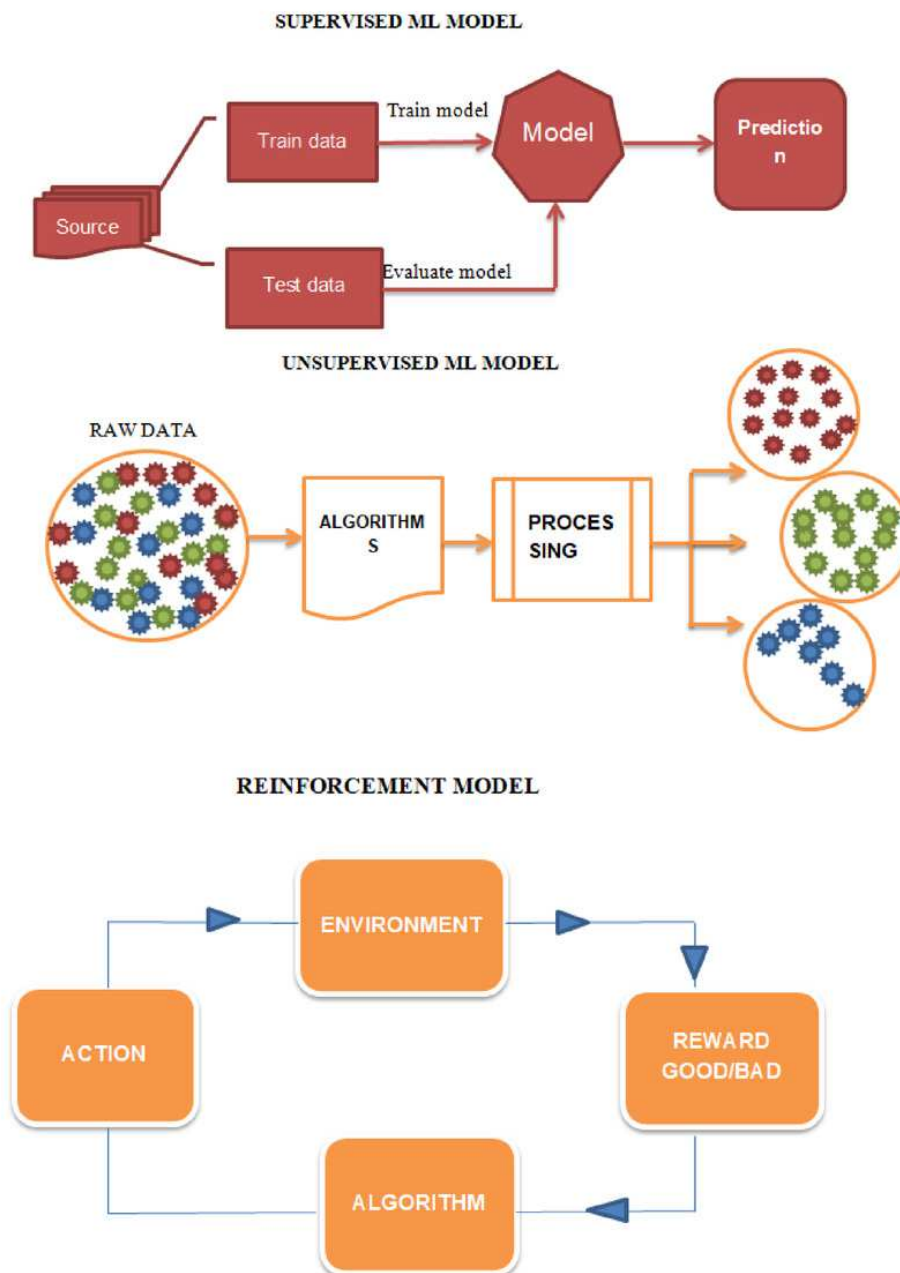 SUPERVISED ML MODEL
Train model
Train data
Model
Predictio
n
Source
Test data
Evaluate model
UNSUPERVISED ML MODEL
RAW DATA
ALGORITHM
S
PROCES
SING
REINFORCEMENT MODEL
ENVIRONMENT
ACTION
REWARD
GOOD/BAD
ALGORITHM